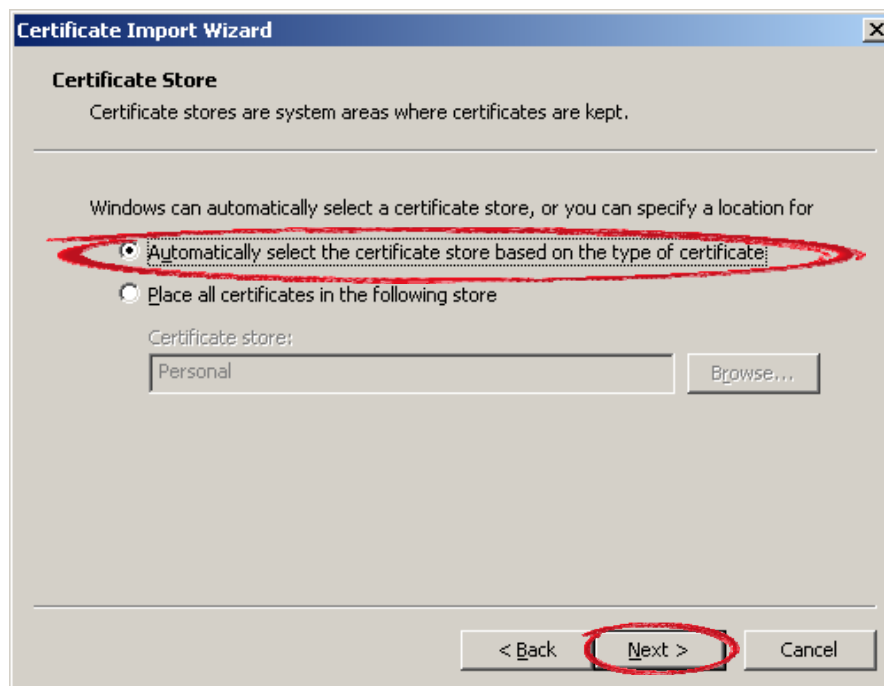 Certificate Import Wizard
Certificate Store
Certificate stores are system areas where certificates are kept.
Windows can automatically select a certificate store, or you can specify a location for
Automatically select the certificate store based on the type of certificate
Place all certificates in the following store
Certificate store:
Personal
Browse...
< Back
Next >
Cancel